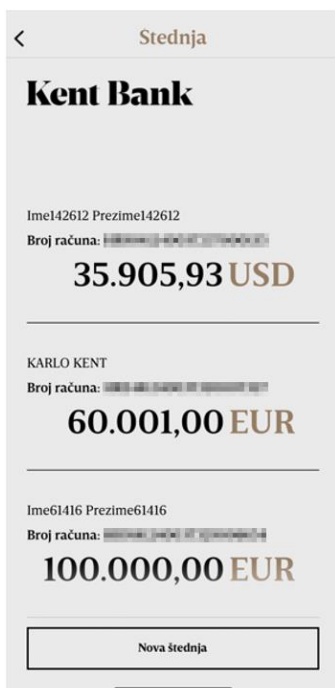 Štednja
Kent Bank
Ime142612 Prezime142612
Broj računa:
35.905,93 USD
KARLO KENT
Broj računa:
60.001,00 EUR
Ime61416 Prezime61416
Broj računa:
100.000,00 EUR
Nova štednja